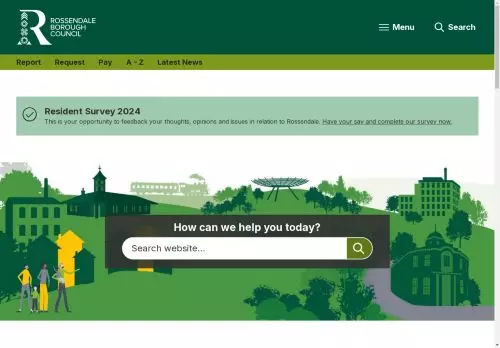 ROSSENDALE
BOROUGH
COUNCIL
Menu
Search
Report Request Pay A - Z Latest News
Resident Survey 2024
This is your opportunity to feedback your thoughts, opinions and issues in relation to Rossendale. Have your say and complete our survey now.
How can we help you today?
Search website...